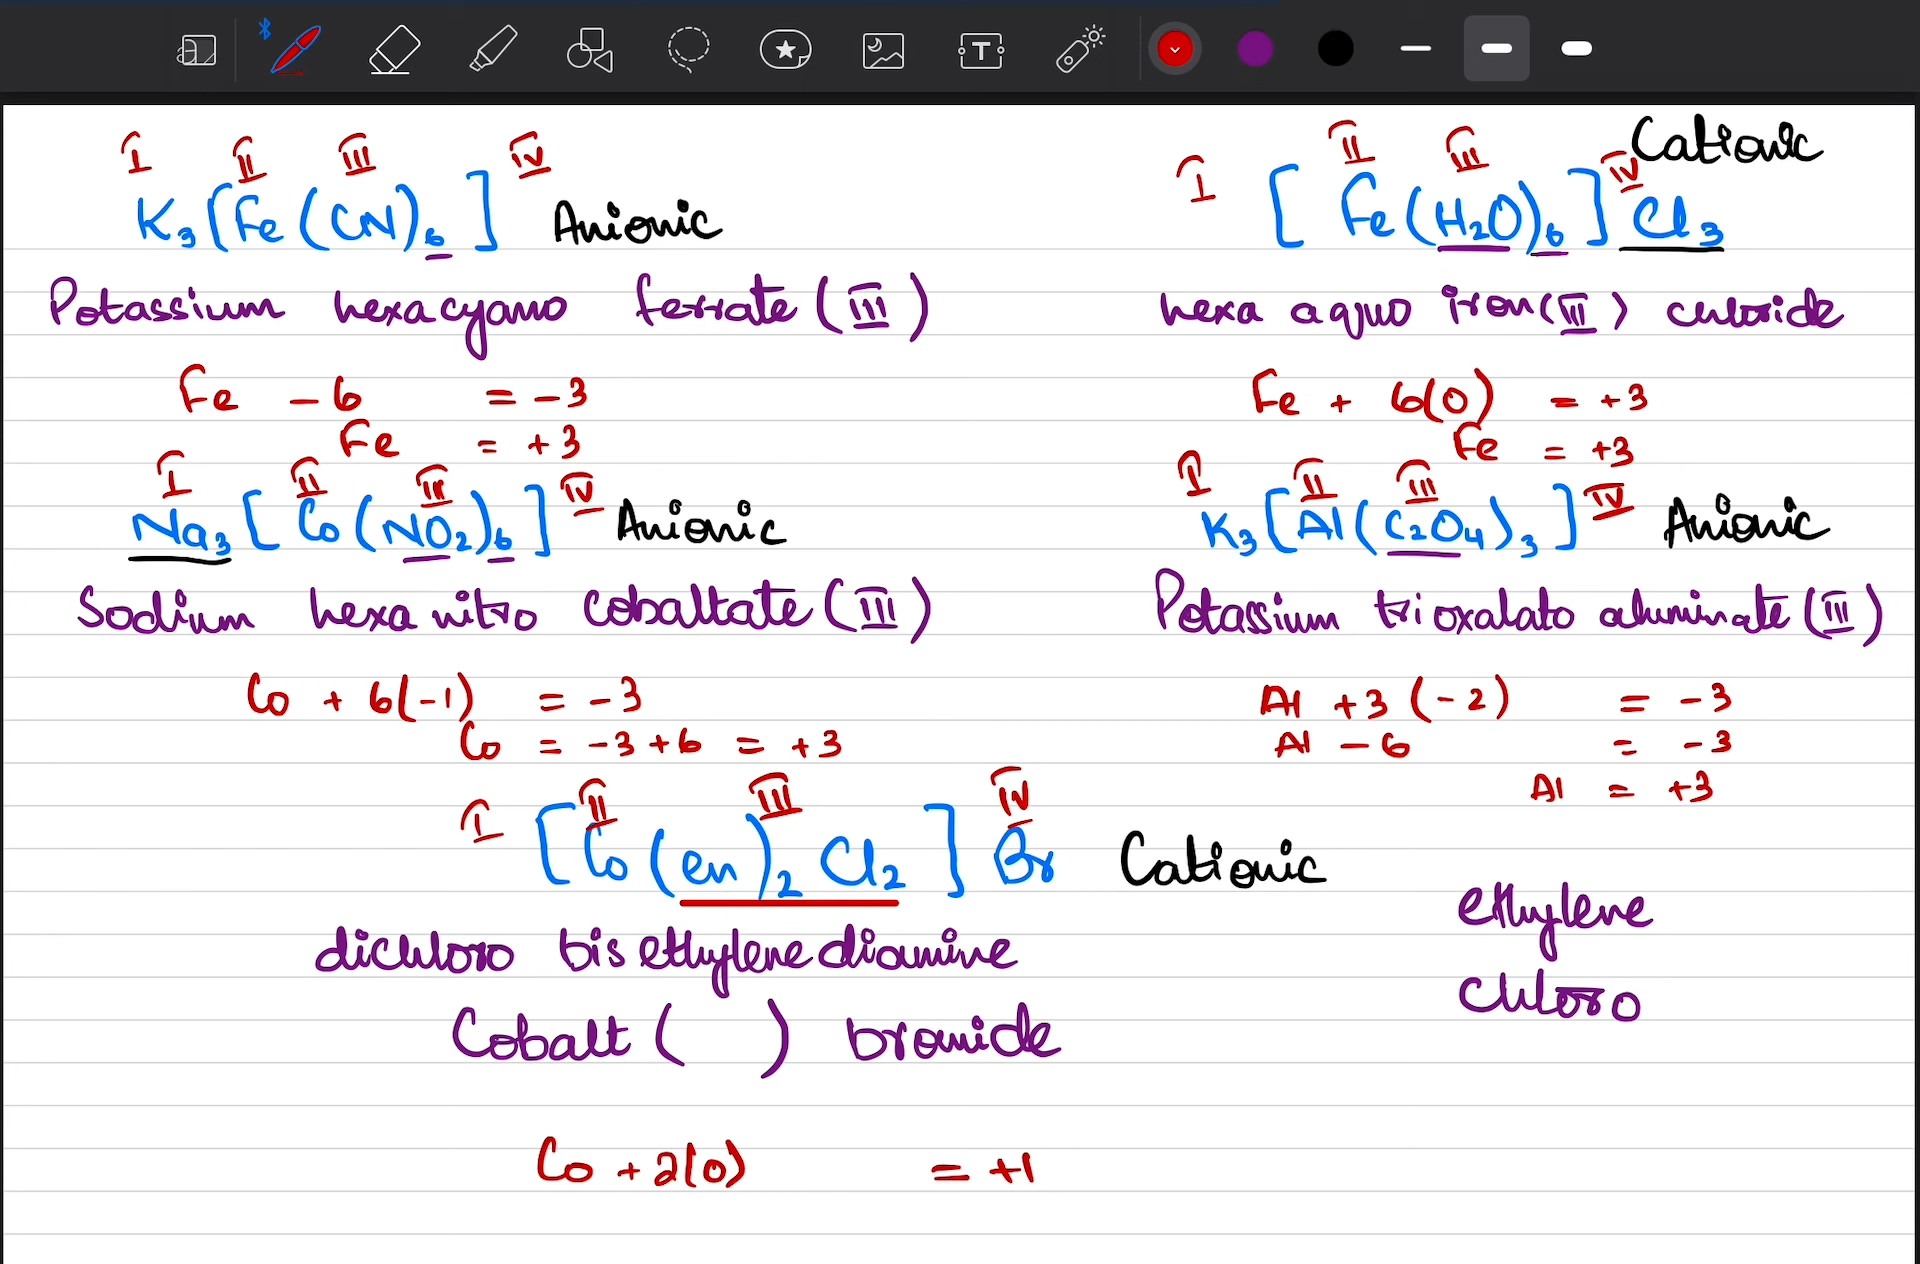 I II III IV
K3[Fe(CN)6] Anionic
Potassium hexacyano ferrate (III)
Fe - 6 = -3
Fe = +3
I II III IV
Na3[Co(NO2)6] Anionic
Sodium hexanitro cobaltate (III)
Co + 6(-1) = -3
Co = -3+6 = +3
I II III IV Cationic
[Fe(H2O)6]Cl3
hexa aquo iron(III) chloride
Fe + 6(0) = +3
Fe = +3
I II III IV
K3[Al(C2O4)3] Anionic
Potassium trioxalato aluminate (III)
Al +3(-2) = -3
Al - 6 = -3
Al = +3
I II III IV
[Co(en)2 Cl2]Br Cationic
dichloro bis ethylene diamine
Cobalt ( ) bromide
Co + 2(0) = +1
ethylene
chloro
T